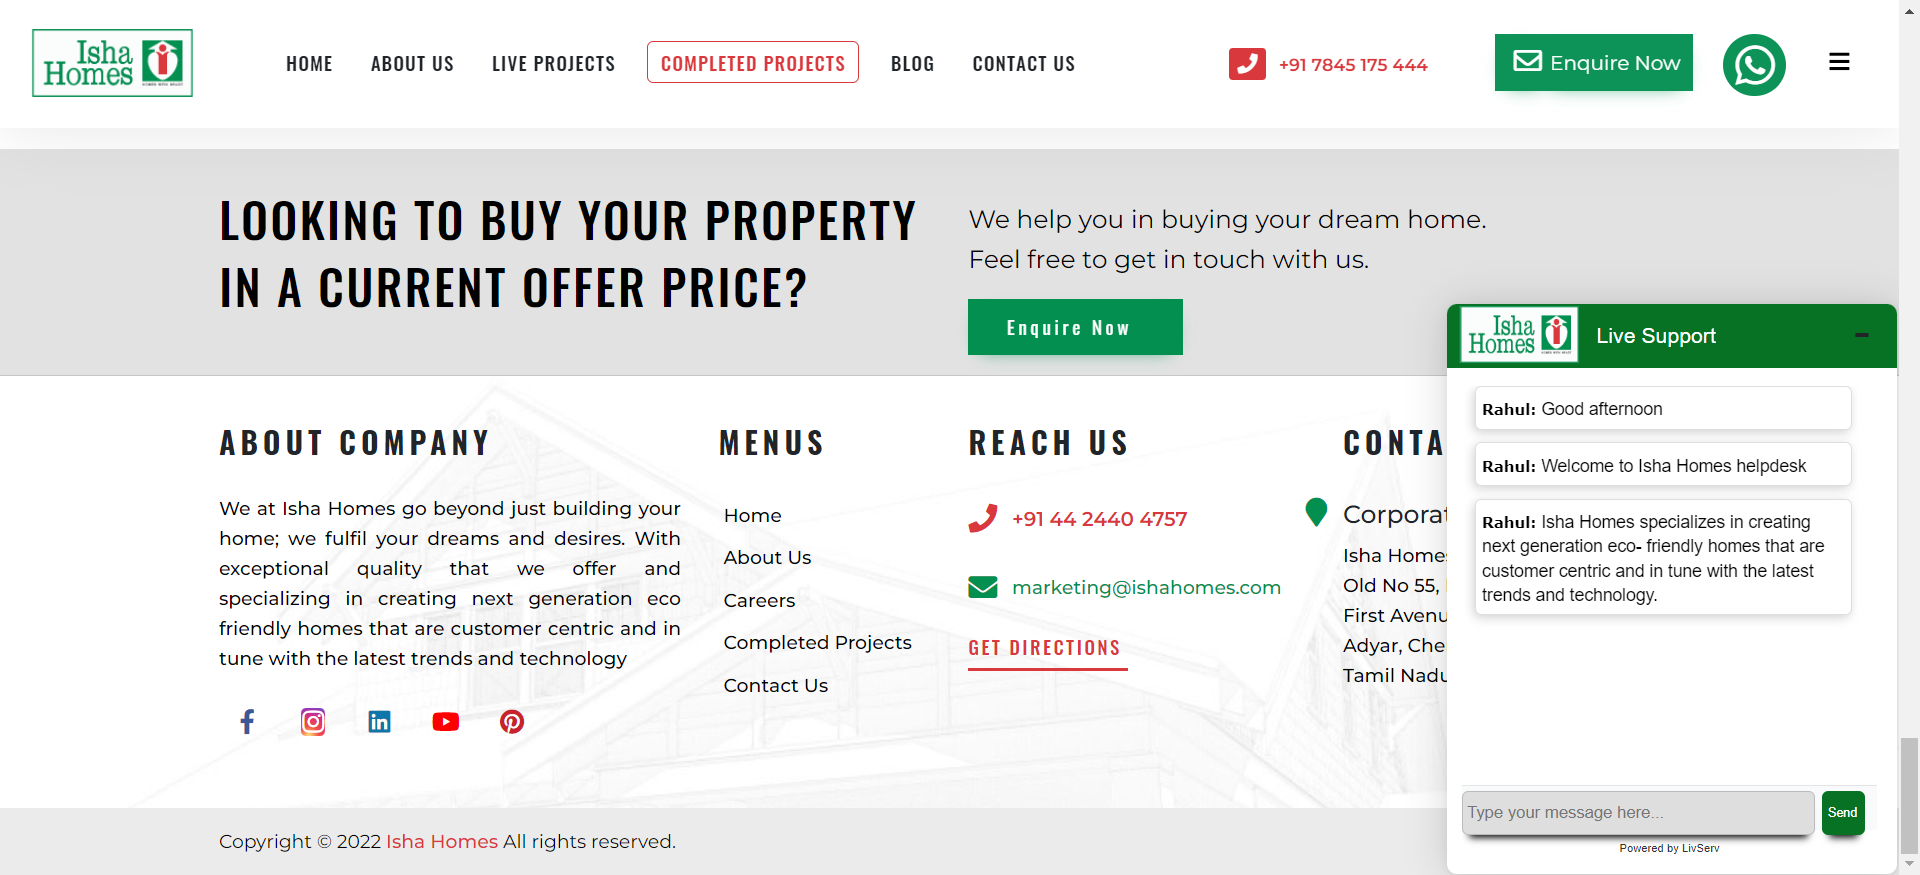 Isha
Homes
HOME
ABOUT US
LIVE PROJECTS
COMPLETED PROJECTS
BLOG
CONTACT US
+91 7845 175 444
Enquire Now
LOOKING TO BUY YOUR PROPERTY
IN A CURRENT OFFER PRICE?
We help you in buying your dream home.
Feel free to get in touch with us.
Enquire Now
ABOUT COMPANY
We at Isha Homes go beyond just building your
home; we fulfil your dreams and desires. With
exceptional quality that we offer and
specializing in creating next generation eco
friendly homes that are customer centric and in
tune with the latest trends and technology
MENUS
Home
About Us
Careers
Completed Projects
Contact Us
REACH US
+91 44 2440 4757
marketing@ishahomes.com
GET DIRECTIONS
CONTA
Corporat
Isha Homes
Old No 55,
First Avenu
Adyar, Che
Tamil Nadu
Copyright © 2022 Isha Homes All rights reserved.
Isha
Homes
Live Support
Rahul: Good afternoon
Rahul: Welcome to Isha Homes helpdesk
Rahul: Isha Homes specializes in creating
next generation eco- friendly homes that are
customer centric and in tune with the latest
trends and technology.
Type your message here...
Send
Powered by LivServ